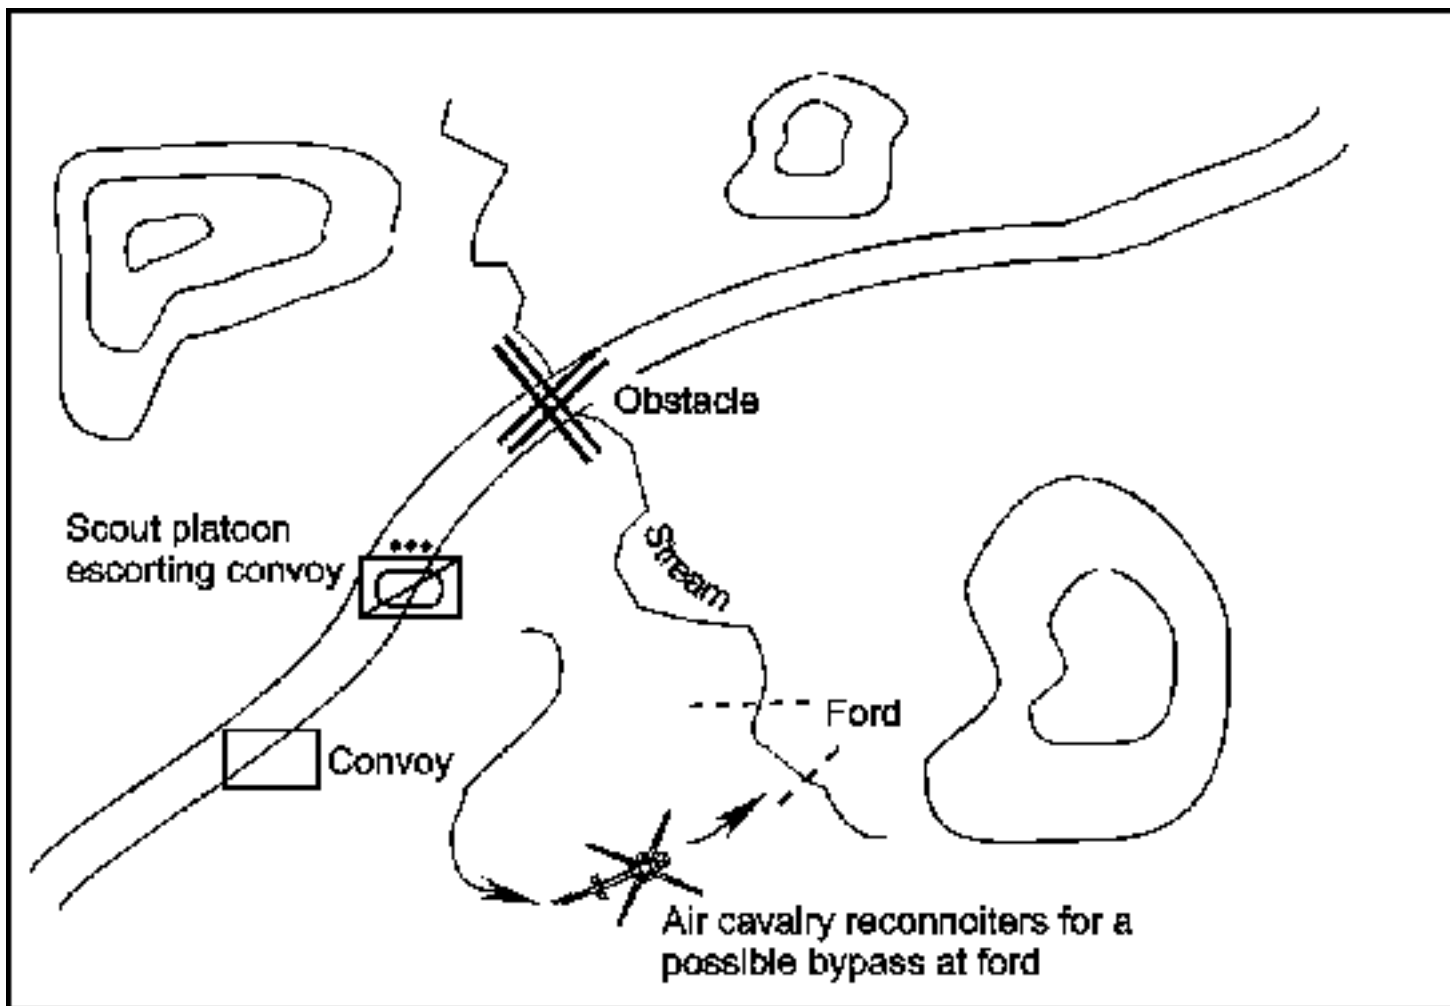 Obstacle
Scout platoon
escorting convoy
Stream
Ford
Convoy
Air cavalry reconnoiters for a
possible bypass at ford